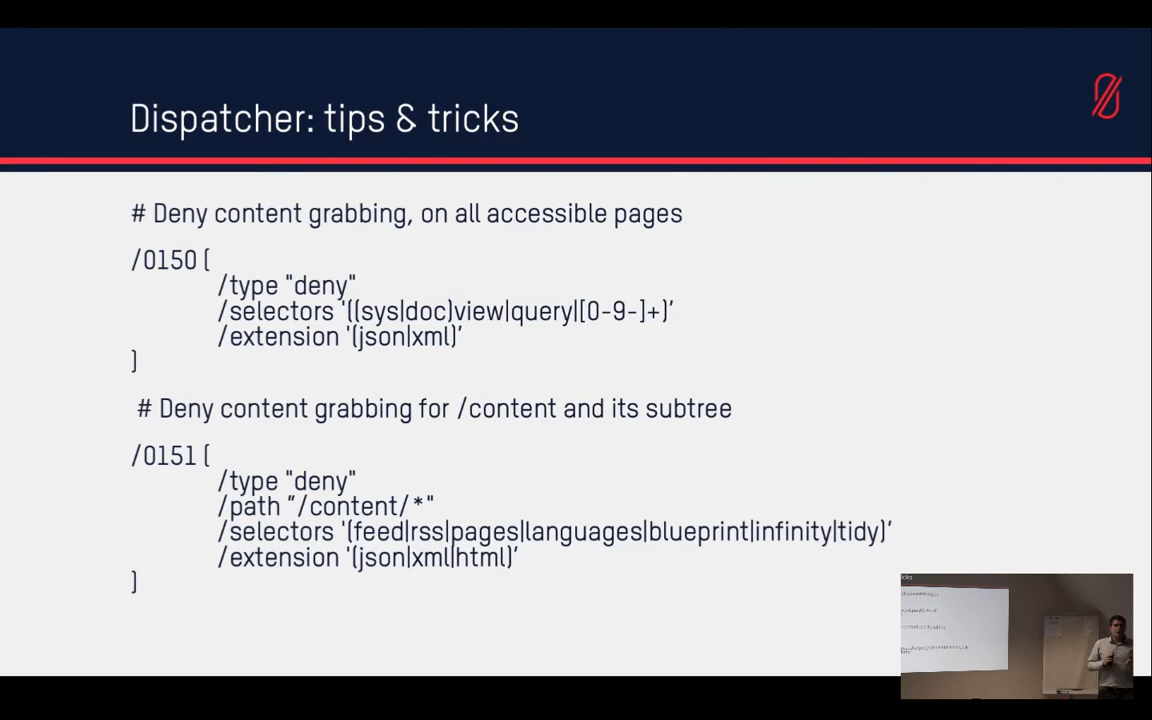 Dispatcher: tips & tricks
# Deny content grabbing, on all accessible pages
/0150 [
/type "deny"
/selectors '((sys|doc)view|query|[0-9-]+)'
/extension '(json|xml)'
]
# Deny content grabbing for /content and its subtree
/0151 [
/type "deny"
/path "/content/*"
/selectors '(feed|rss|pages|languages|blueprint|infinity|tidy)'
/extension '(json|xml|html)'
]